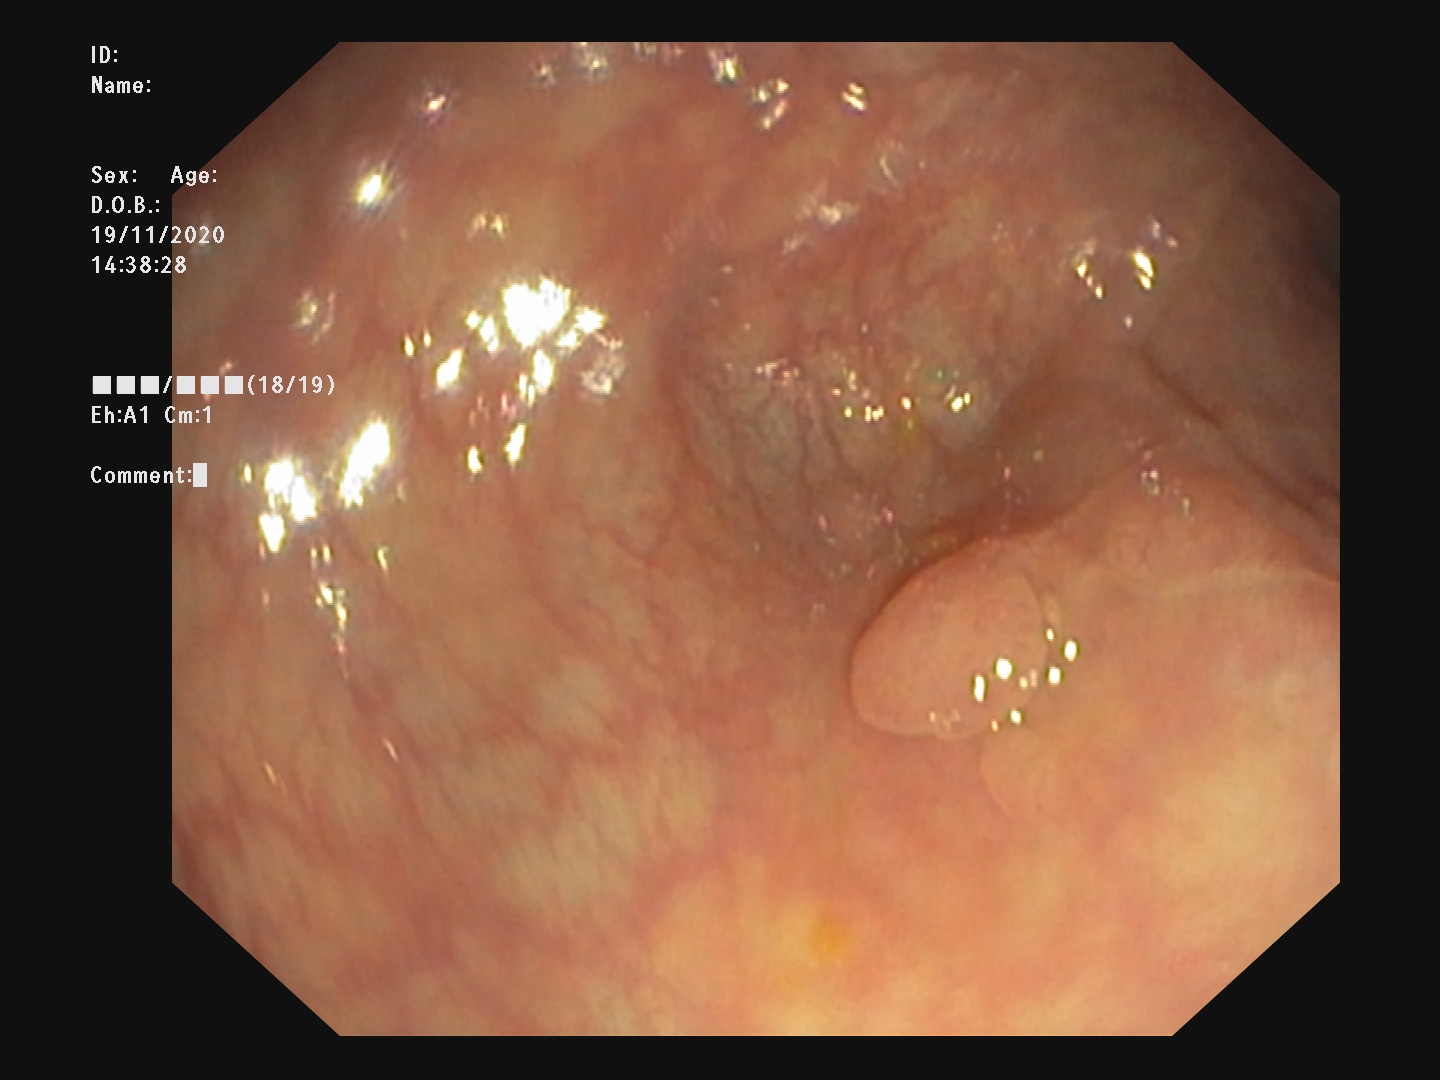 ID:
Name:
Sex: Age:
D.O.B.:
19/11/2020
14:38:28
■■■/■■■(18/19)
Eh:A1 Cm:1
Comment: